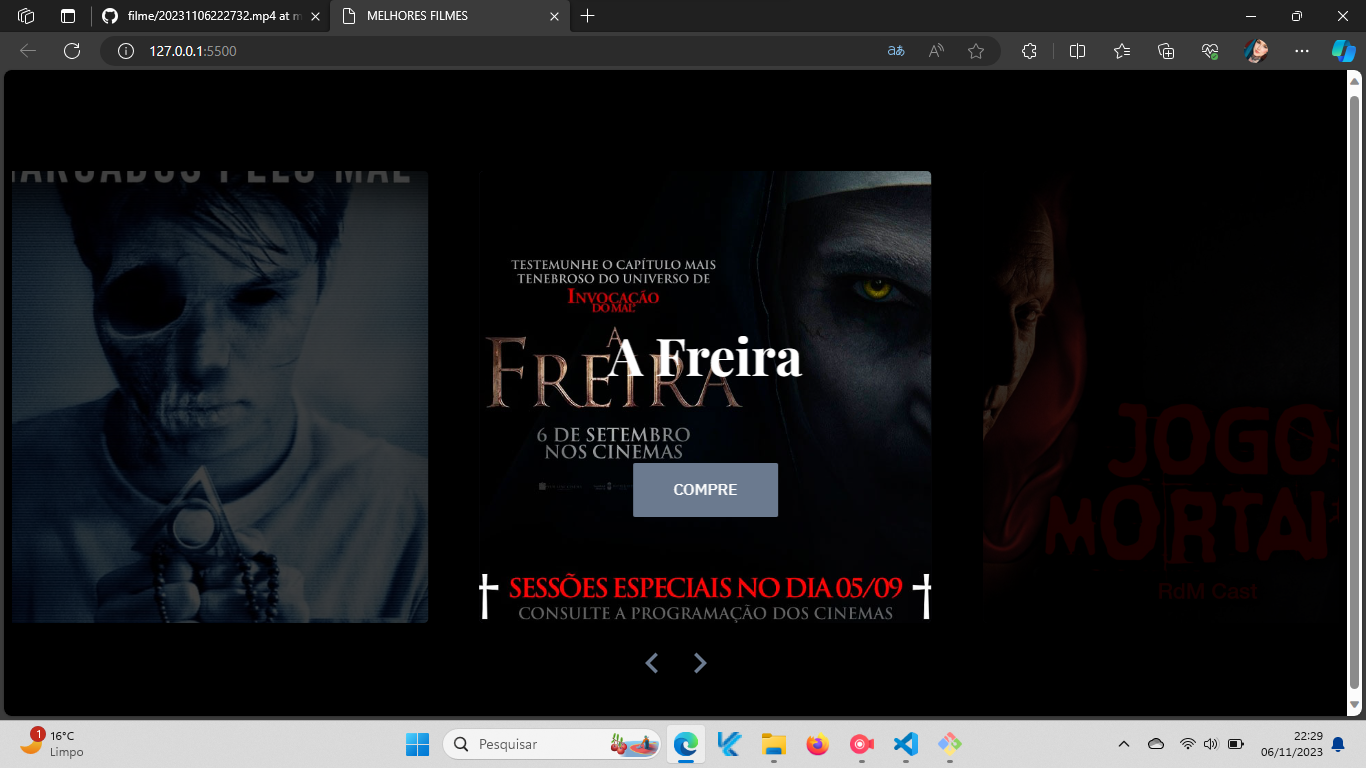 filme/20231106222732.mp4 at m
MELHORES FILMES
127.0.0.1:5500
MARCADOS PELO MAL
TESTEMUNHE O CAPÍTULO MAIS
TENEBROSO DO UNIVERSO DE
INVOCAÇÃO
DO MAL
A
FREIRA
A Freira
6 DE SETEMBRO
NOS CINEMAS
COMPRE
SESSÕES ESPECIAIS NO DIA 05/09
CONSULTE A PROGRAMAÇÃO DOS CINEMAS
JOGO
MORTAL
RdM Cast
1
16°C
Limpo
Pesquisar
22:29
06/11/2023